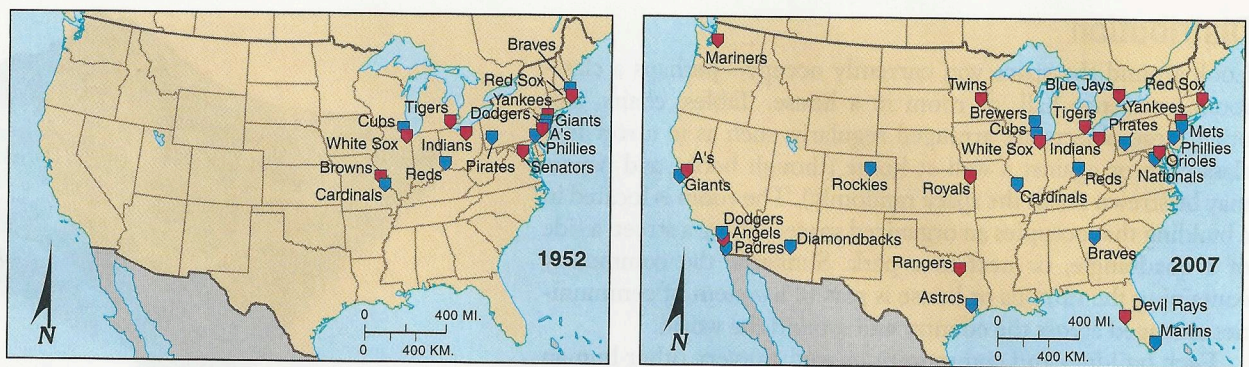 Braves
Red Sox
Tigers
Yankees
Dodgers
Giants
Cubs
A's
White Sox
Indians
Phillies
Browns
Reds
Pirates
Senators
Cardinals
1952
N
0 400 MI.
0 400 KM.
Mariners
Twins
Blue Jays
Red Sox
Brewers
Tigers
Yankees
Cubs
Pirates
Mets
White Sox
Indians
Phillies
A's
Orioles
Giants
Rockies
Royals
Reds
Nationals
Cardinals
Dodgers
Angels
Diamondbacks
Padres
Braves
Rangers
2007
Astros
Devil Rays
0 400 MI.
Marlins
0 400 KM.
N